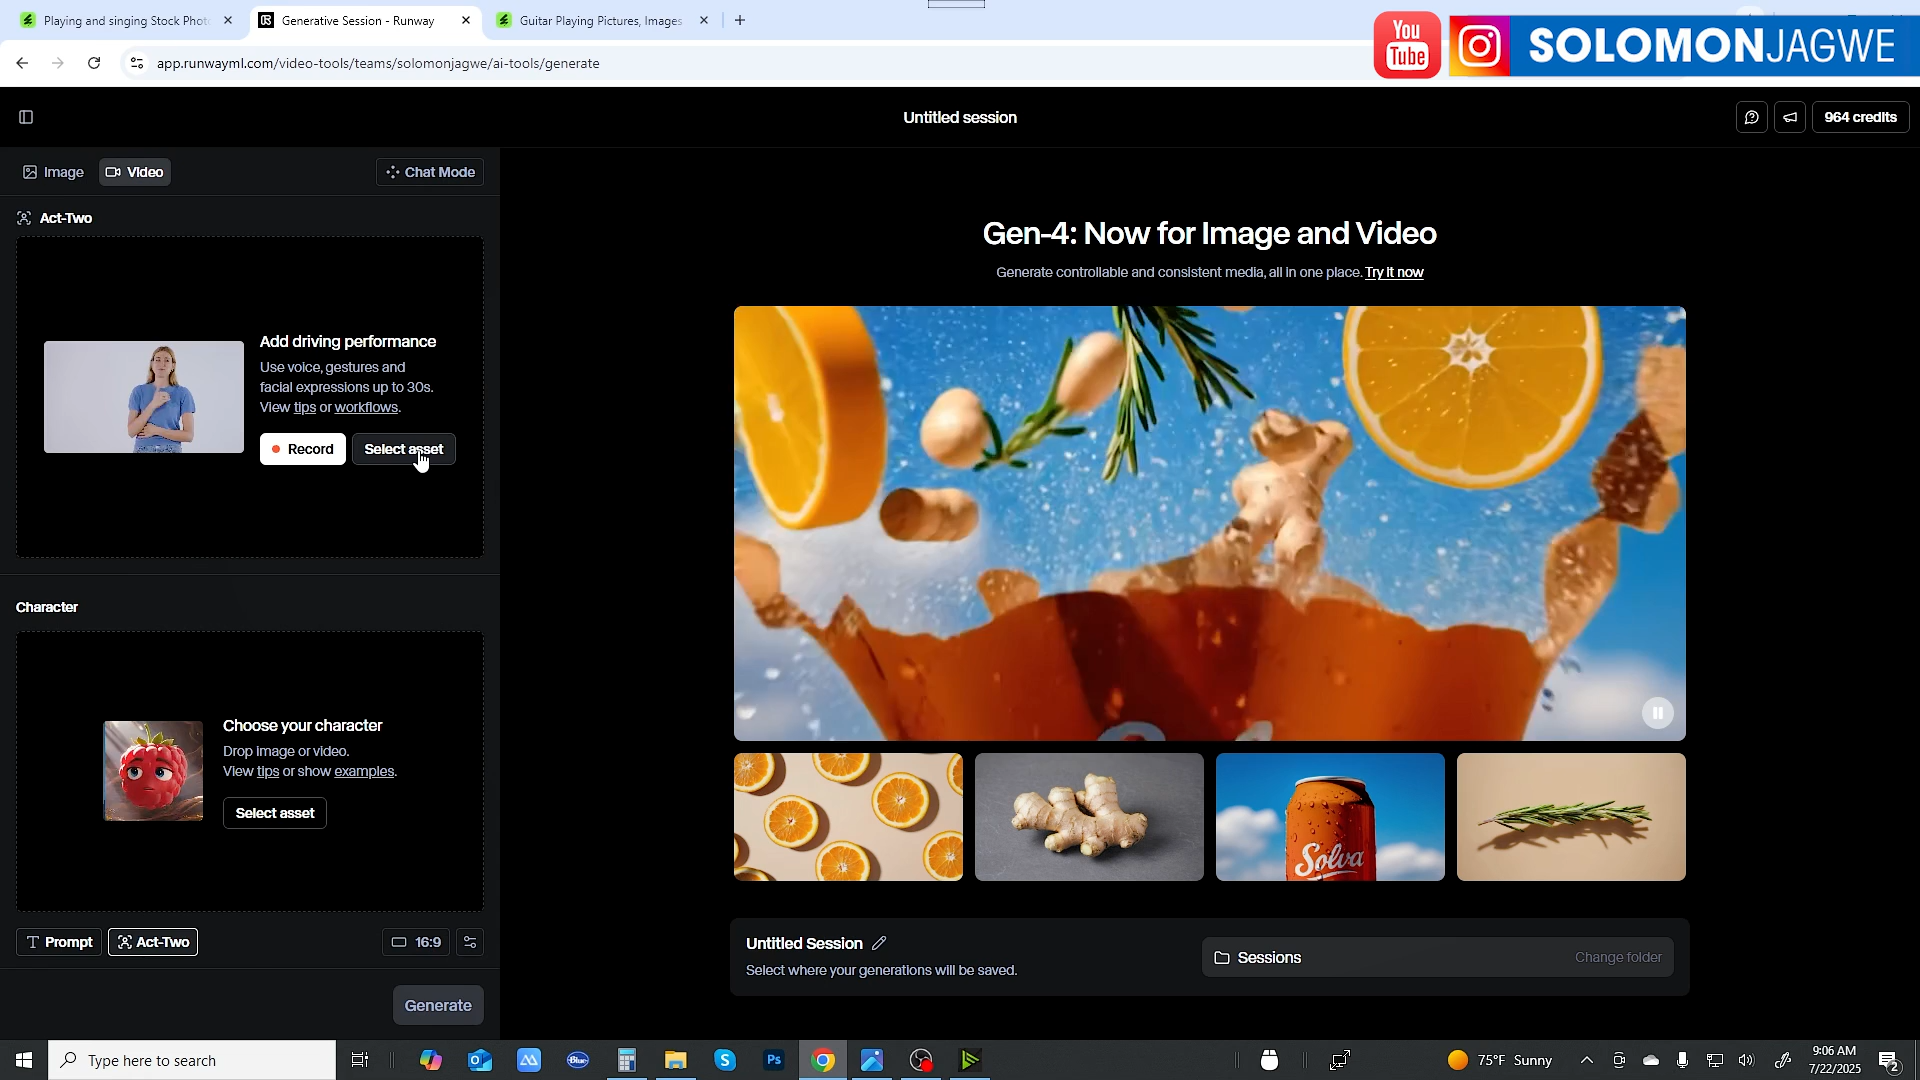 Playing and singing Stock Photo
Generative Session - Runway
Guitar Playing Pictures, Images
You
Tube
SOLOMONJAGWE
app.runwayml.com/video-tools/teams/solomonjagwe/ai-tools/generate
Untitled session
964 credits
Image
Video
Chat Mode
Act-Two
Add driving performance
Use voice, gestures and
facial expressions up to 30s.
View tips or workflows.
Record
Select asset
Character
Choose your character
Drop image or video.
View tips or show examples.
Select asset
T Prompt
Act-Two
16:9
Generate
Gen-4: Now for Image and Video
Generate controllable and consistent media, all in one place. Try it now
Solva
Untitled Session
Select where your generations will be saved.
Sessions
Change folder
Type here to search
Blue
Ps
75°F Sunny
9:06 AM
7/22/2025
2